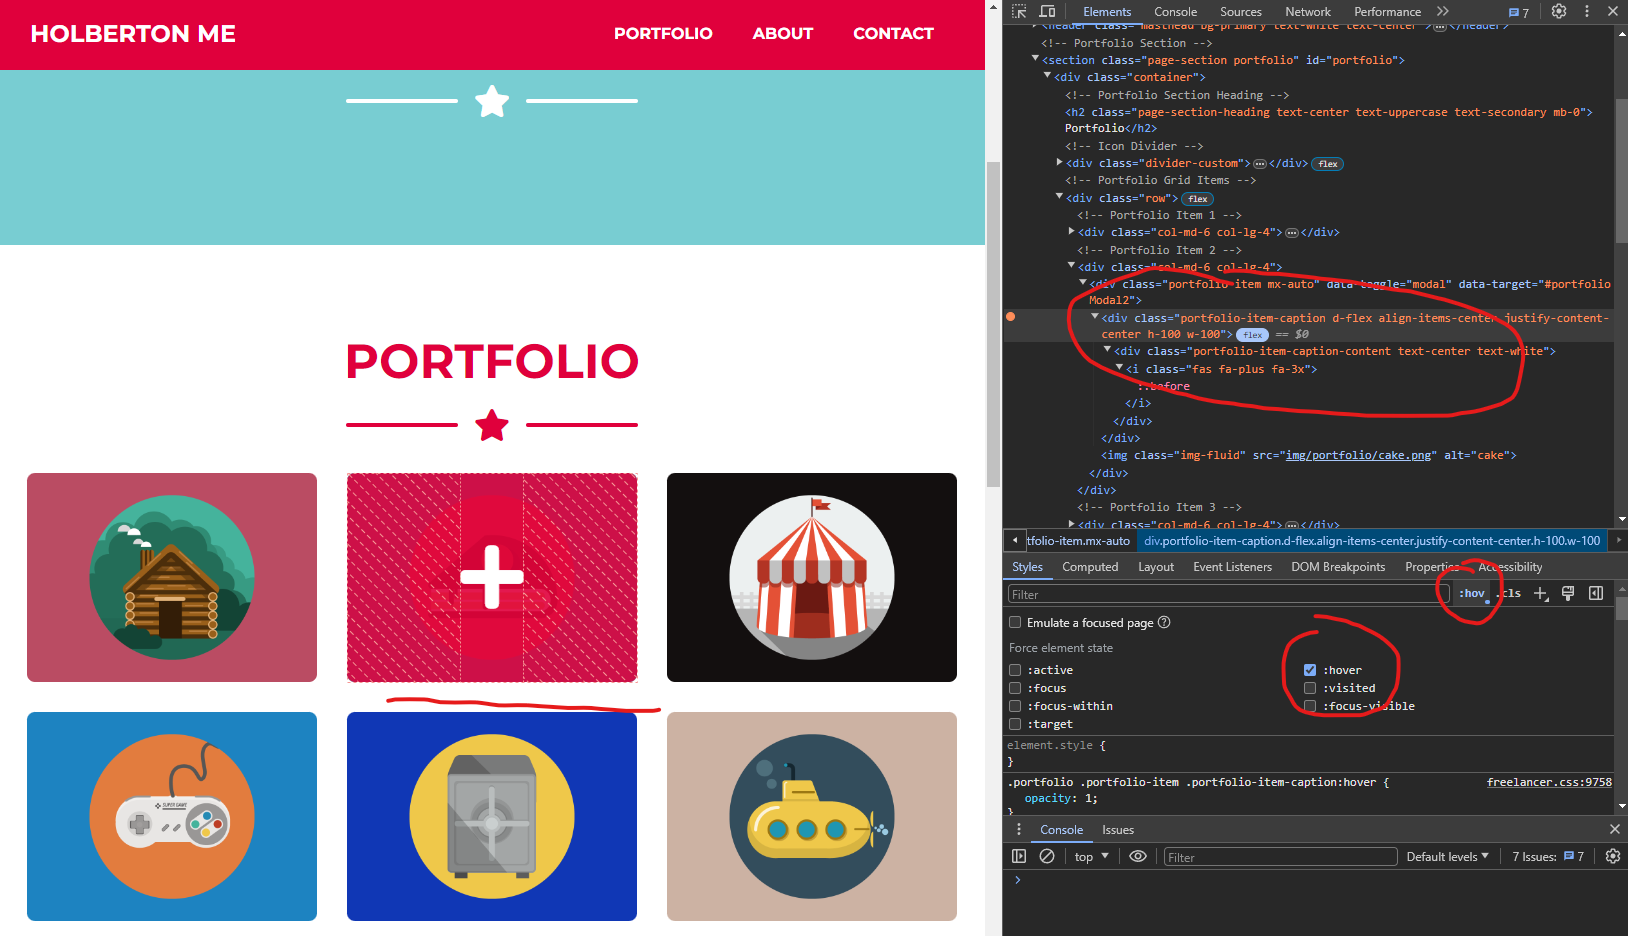 HOLBERTON ME
PORTFOLIO ABOUT CONTACT
PORTFOLIO
SUPER GAME
Elements Console Sources Network Performance 7
<header class="masthead bg-primary text-white text-center"> </header>
<!-- Portfolio Section -->
<section class="page-section portfolio" id="portfolio">
<div class="container">
<!-- Portfolio Section Heading -->
<h2 class="page-section-heading text-center text-uppercase text-secondary mb-0">
Portfolio</h2>
<!-- Icon Divider -->
<div class="divider-custom"> ⋯ </div> flex
<!-- Portfolio Grid Items -->
<div class="row"> flex
<!-- Portfolio Item 1 -->
<div class="col-md-6 col-lg-4"> ⋯ </div>
<!-- Portfolio Item 2 -->
<div class="col-md-6 col-lg-4">
<div class="portfolio-item mx-auto" data-toggle="modal" data-target="#portfolio
Modal2">
<div class="portfolio-item-caption d-flex align-items-center justify-content-
center h-100 w-100"> flex == $0
<div class="portfolio-item-caption-content text-center text-white">
<i class="fas fa-plus fa-3x">
::before
</i>
</div>
</div>
<img class="img-fluid" src="img/portfolio/cake.png" alt="cake">
</div>
</div>
<!-- Portfolio Item 3 -->
<div class="col-md-6 col-lg-4"> ⋯ </div>
tfolio-item.mx-auto div.portfolio-item-caption.d-flex.align-items-center.justify-content-center.h-100.w-100
Styles Computed Layout Event Listeners DOM Breakpoints Properties Accessibility
Filter :hov .cls
Emulate a focused page
Force element state
:active :hover
:focus :visited
:focus-within :focus-visible
:target
element.style {
}
.portfolio .portfolio-item .portfolio-item-caption:hover { freelancer.css:9758
opacity: 1;
}
Console Issues
top Filter Default levels 7 Issues: 7